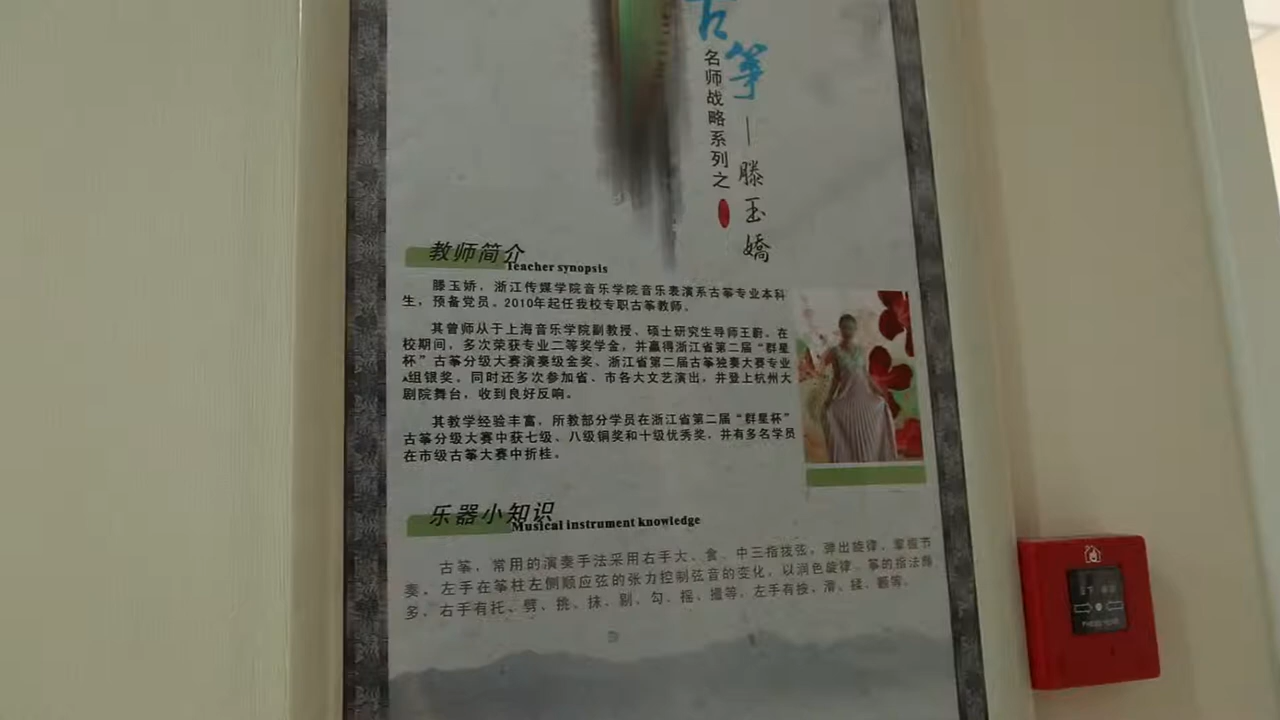 古筝
名师战略系列之
—滕玉嬌
教师简介
Teacher synopsis
滕玉娇，浙江传媒学院音乐学院音乐表演系古筝专业本科
生，预备党员。2010年起任我校专职古筝教师。
其曾师从于上海音乐学院副教授、硕士研究生导师王蔚。在
校期间，多次荣获专业二等奖学金，并赢得浙江省第二届“群星
杯”古筝分级大赛演奏级金奖、浙江省第二届古筝独奏大赛专业
A组银奖。同时还多次参加省、市各大文艺演出，并登上杭州大
剧院舞台，收到良好反响。
其教学经验丰富，所教部分学员在浙江省第二届“群星杯”
古筝分级大赛中获七级、八级铜奖和十级优秀奖，并有多名学员
在市级古筝大赛中折桂。
乐器小知识
Musical instrument knowledge
古筝，常用的演奏手法采用右手大、食、中三指拨弦，弹出旋律、掌握节
奏，左手在筝柱左侧顺应弦的张力控制弦音的变化，以润色旋律。筝的指法颇
多，右手有托、劈、挑、抹、剔、勾、摇、撮等，左手有按、滑、揉、颤等。